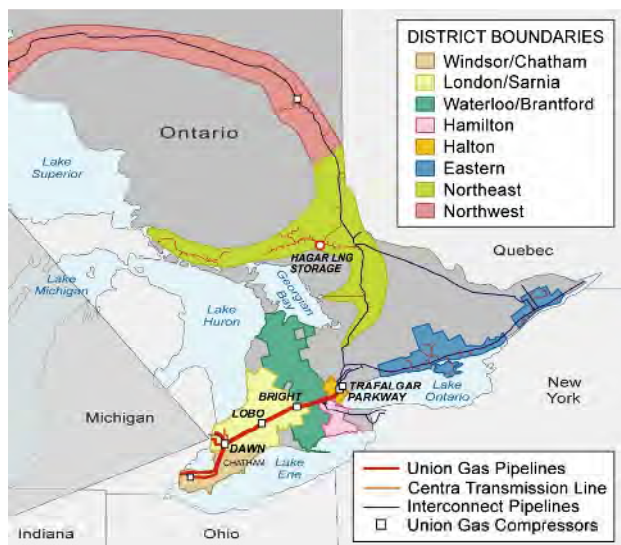 DISTRICT BOUNDARIES
Windsor/Chatham
London/Sarnia
Waterloo/Brantford
Hamilton
Halton
Eastern
Northeast
Northwest
Ontario
Lake
Superior
HAGAR LNG
STORAGE
Quebec
Lake
Michigan
Georgian
Bay
Lake
Huron
TRAFALGAR
PARKWAY
Lake
Ontario
New
York
BRIGHT
LOBO
Michigan
DAWN
CHATHAM
Lake
Erie
Indiana
Ohio
Union Gas Pipelines
Centra Transmission Line
Interconnect Pipelines
Union Gas Compressors